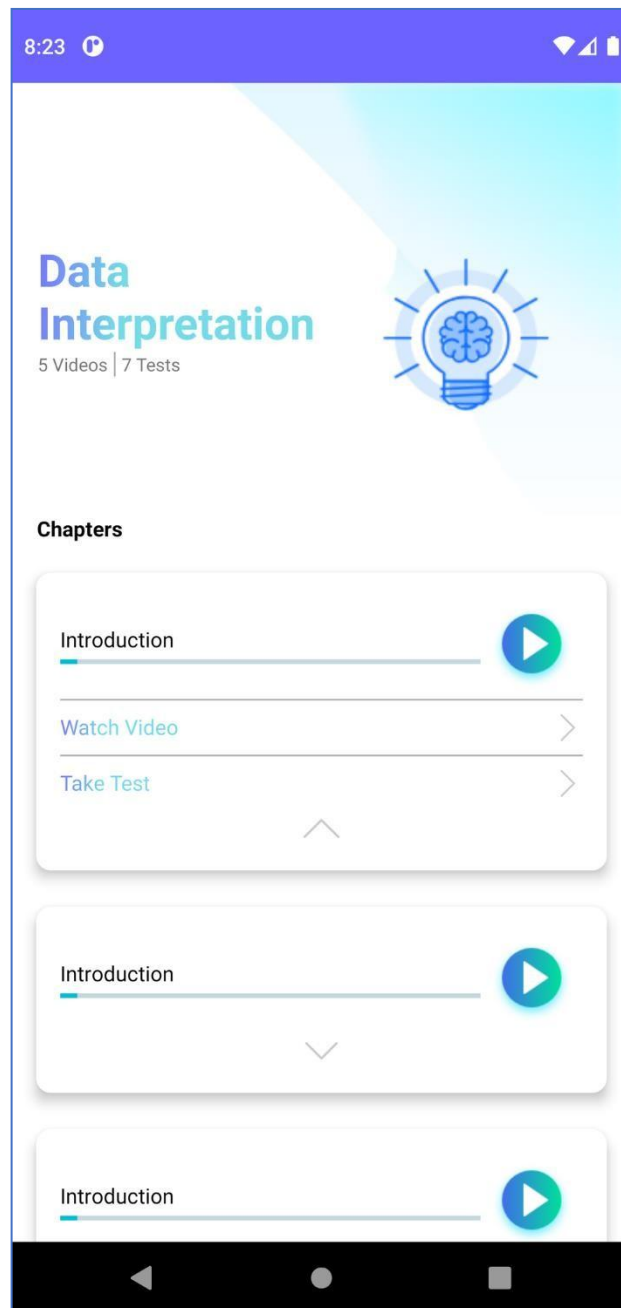 8:23
Data
Interpretation
5 Videos | 7 Tests
Chapters
Introduction
Watch Video
Take Test
Introduction
Introduction